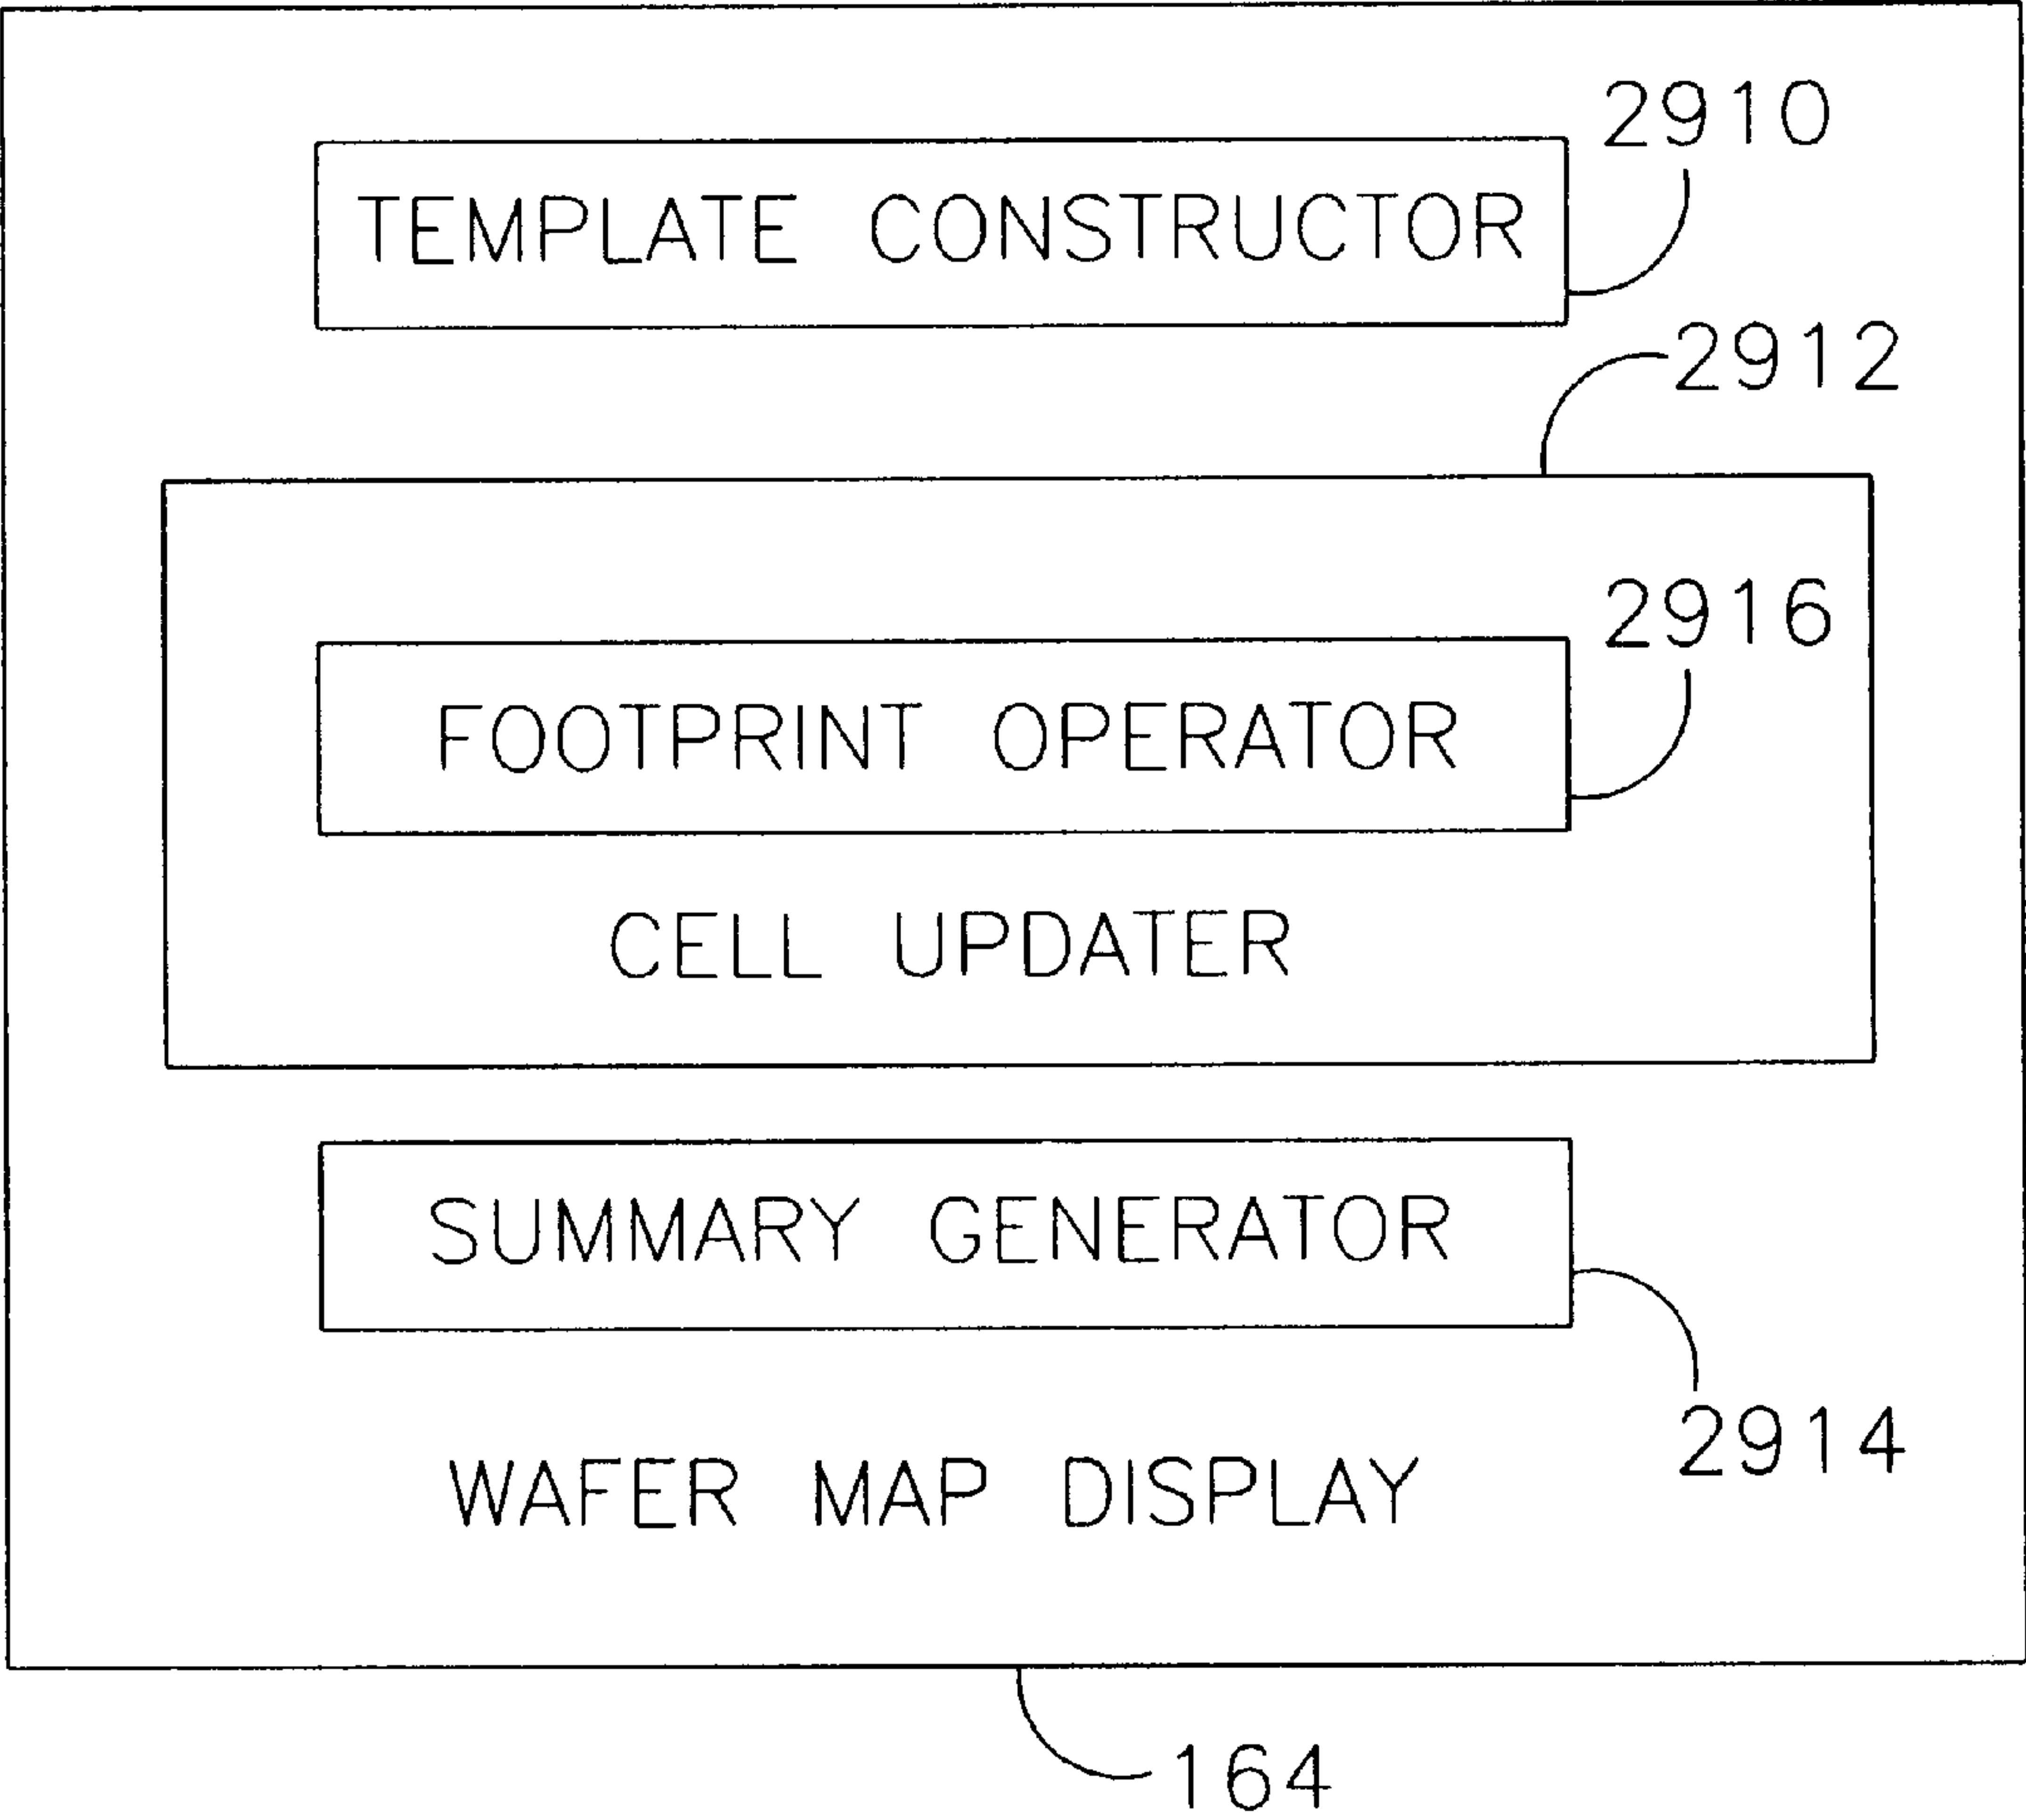 2910
TEMPLATE CONSTRUCTOR
2912
2916
FOOTPRINT OPERATOR
CELL UPDATER
SUMMARY GENERATOR
2914
WAFER MAP DISPLAY
164